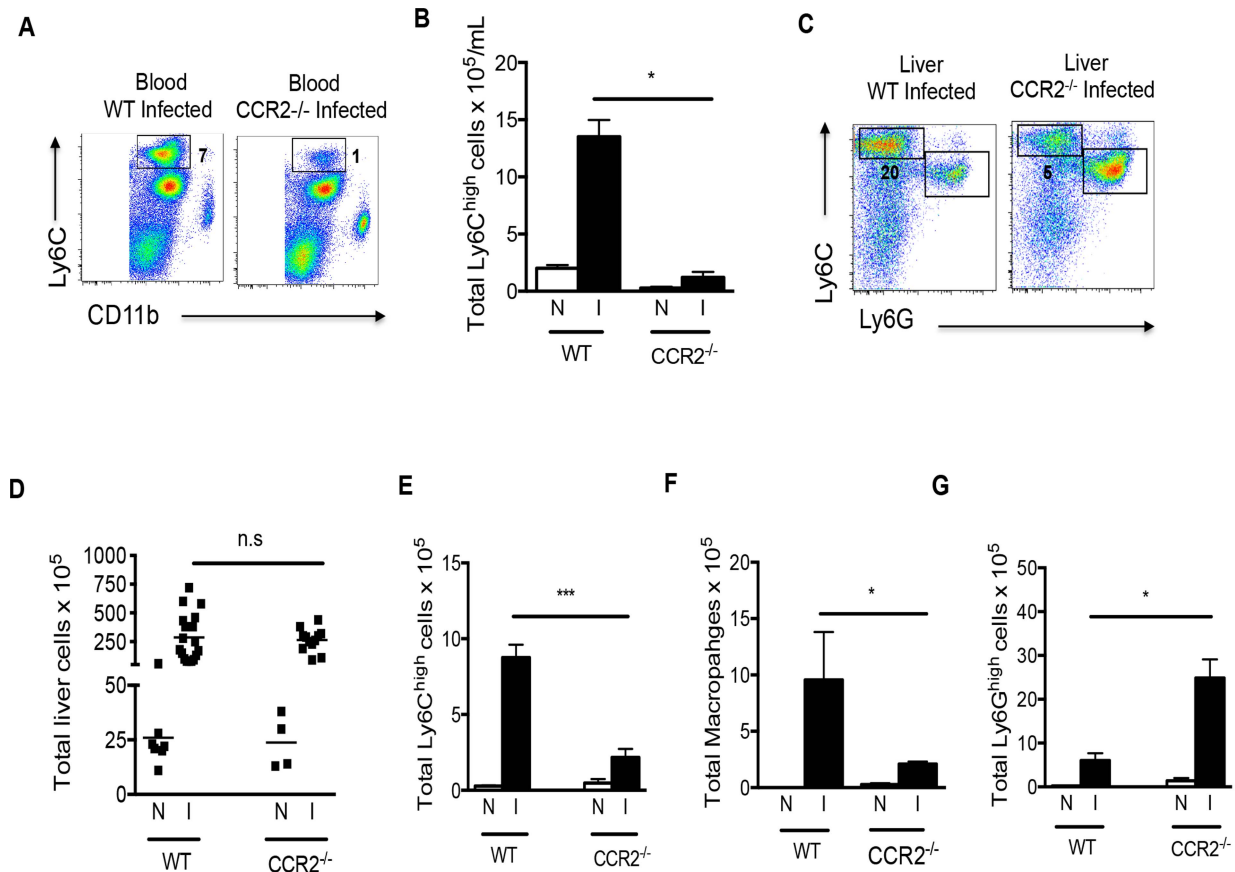 A
Blood
WT Infected
Blood
CCR2-/- Infected
7
1
Ly6C
CD11b
B
Total Ly6C^high cells x 10^5/mL
20
15
10
5
0
N I N I
WT CCR2^-/-
*
C
Liver
WT Infected
Liver
CCR2^-/- Infected
20
5
Ly6C
Ly6G
D
Total liver cells x 10^5
1000
750
500
250
50
25
0
n.s
N I N I
WT CCR2^-/-
E
Total Ly6C^high cells x 10^5
15
10
5
0
***
N I N I
WT CCR2^-/-
F
Total Macropahges x 10^5
20
15
10
5
0
*
N I N I
WT CCR2^-/-
G
Total Ly6G^high cells x 10^5
50
40
30
20
10
0
*
N I N I
WT CCR2^-/-